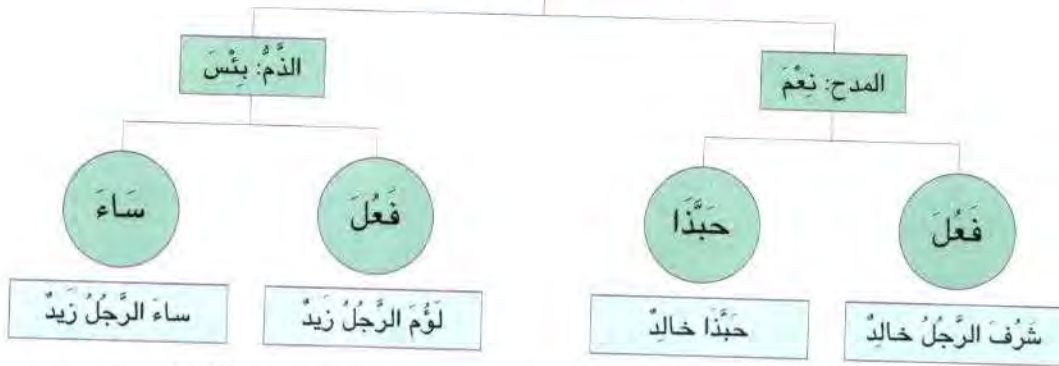 المدح: نِعْمَ
الذَّمُّ: بِئْسَ
فَعُلَ
حَبَّذَا
فَعُلَ
سَاءَ
شَرُفَ الرَّجُلُ خالِدٌ
حَبَّذَا خالِدٌ
لَؤُمَ الرَّجُلُ زَيدٌ
ساءَ الرَّجُلُ زَيدٌ